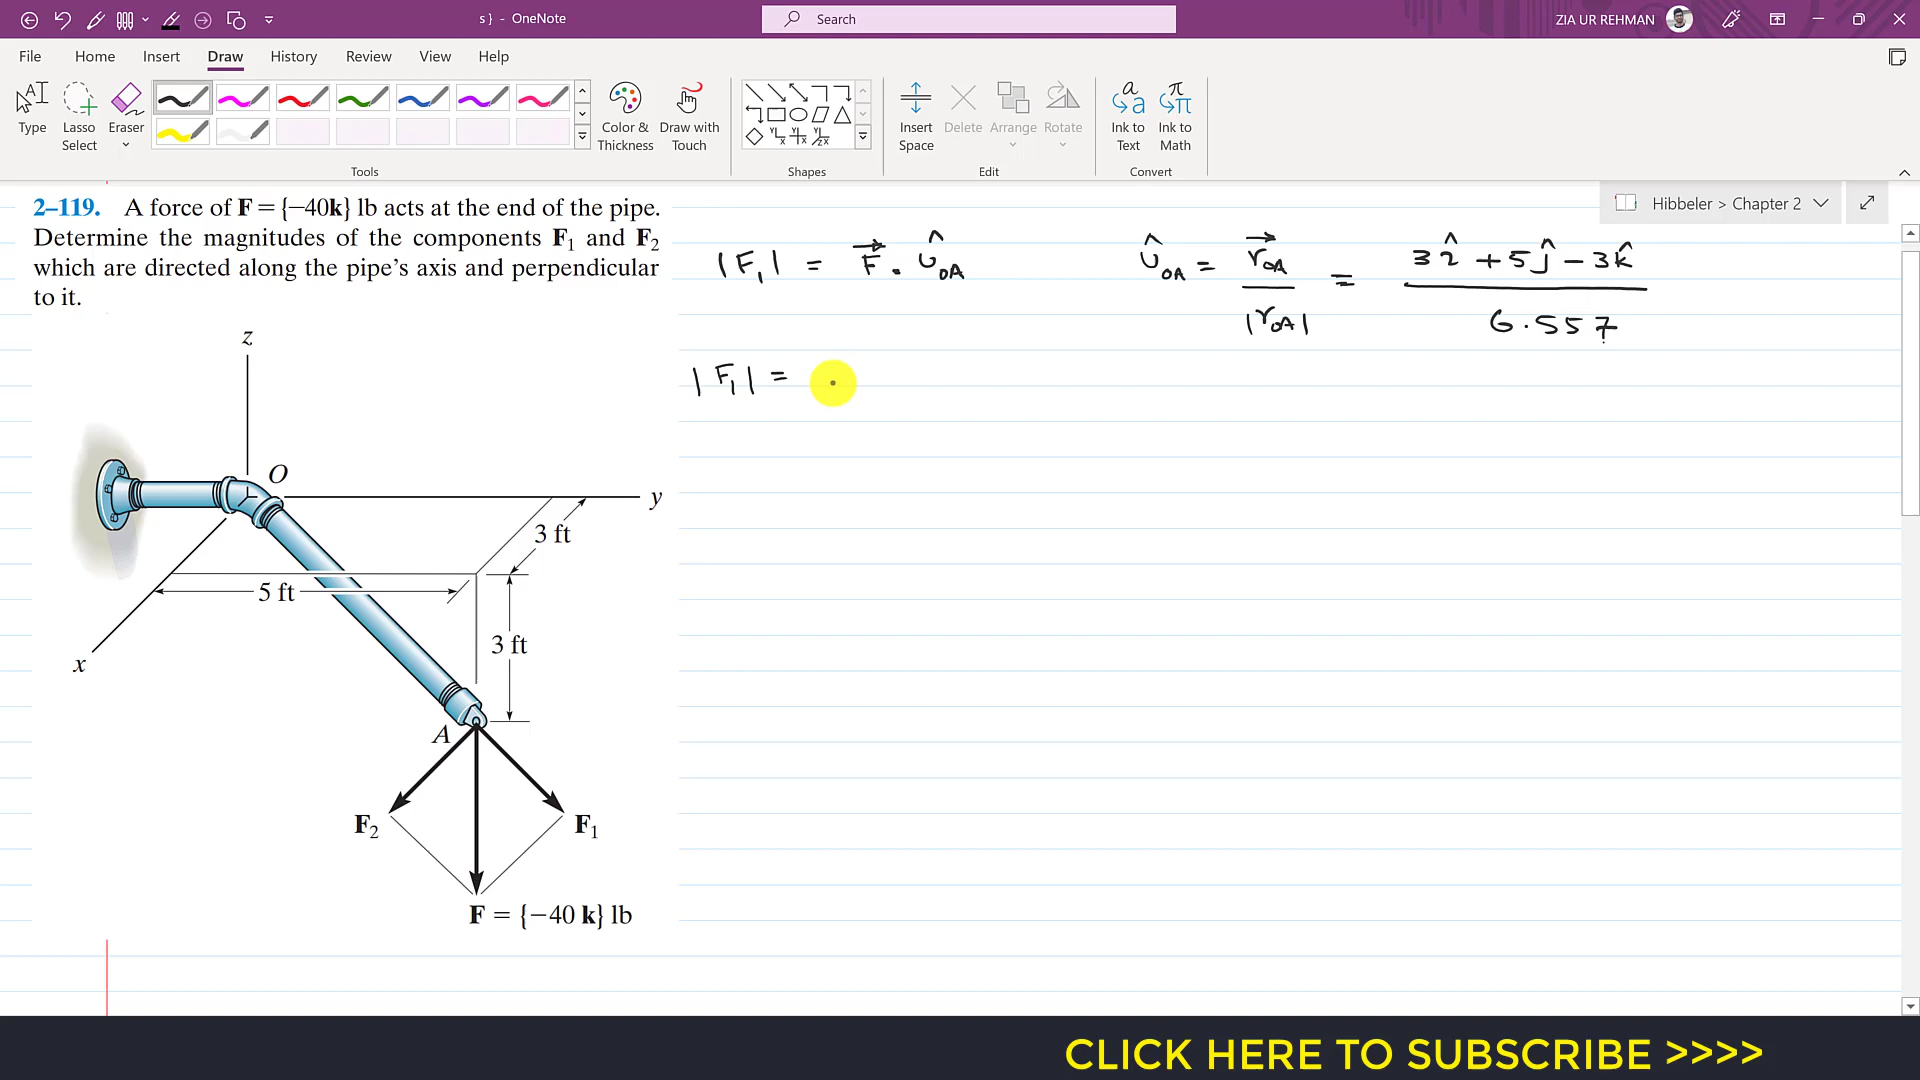 s } - OneNote
Search
ZIA UR REHMAN
File Home Insert Draw History Review View Help
Type
Lasso Select
Eraser
Color & Thickness
Draw with Touch
Insert Space
Delete
Arrange
Rotate
Ink to Text
Ink to Math
Tools
Shapes
Edit
Convert
Hibbeler > Chapter 2
2–119. A force of F = {−40k} lb acts at the end of the pipe.
Determine the magnitudes of the components F₁ and F₂
which are directed along the pipe's axis and perpendicular
to it.
z
O
y
3 ft
5 ft
3 ft
x
A
F₂
F₁
F = {−40 k} lb
|F₁| = F⃗ . Û_OA
Û_OA = r⃗_OA / |r_OA| = 3î + 5ĵ − 3k̂ / 6.557
|F₁| =
CLICK HERE TO SUBSCRIBE >>>>